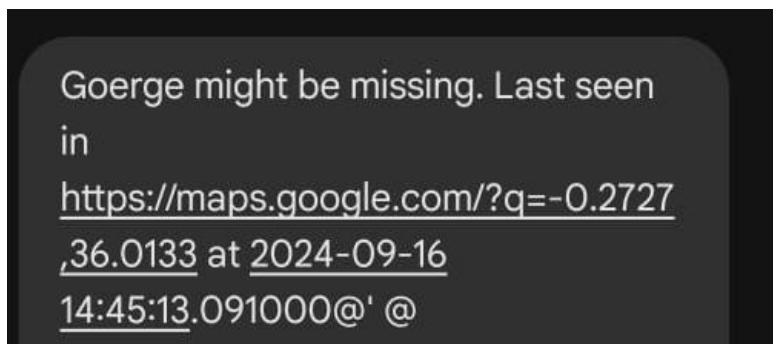 Goerge might be missing. Last seen
in
https://maps.google.com/?q=-0.2727
,36.0133 at 2024-09-16
14:45:13.091000@' @